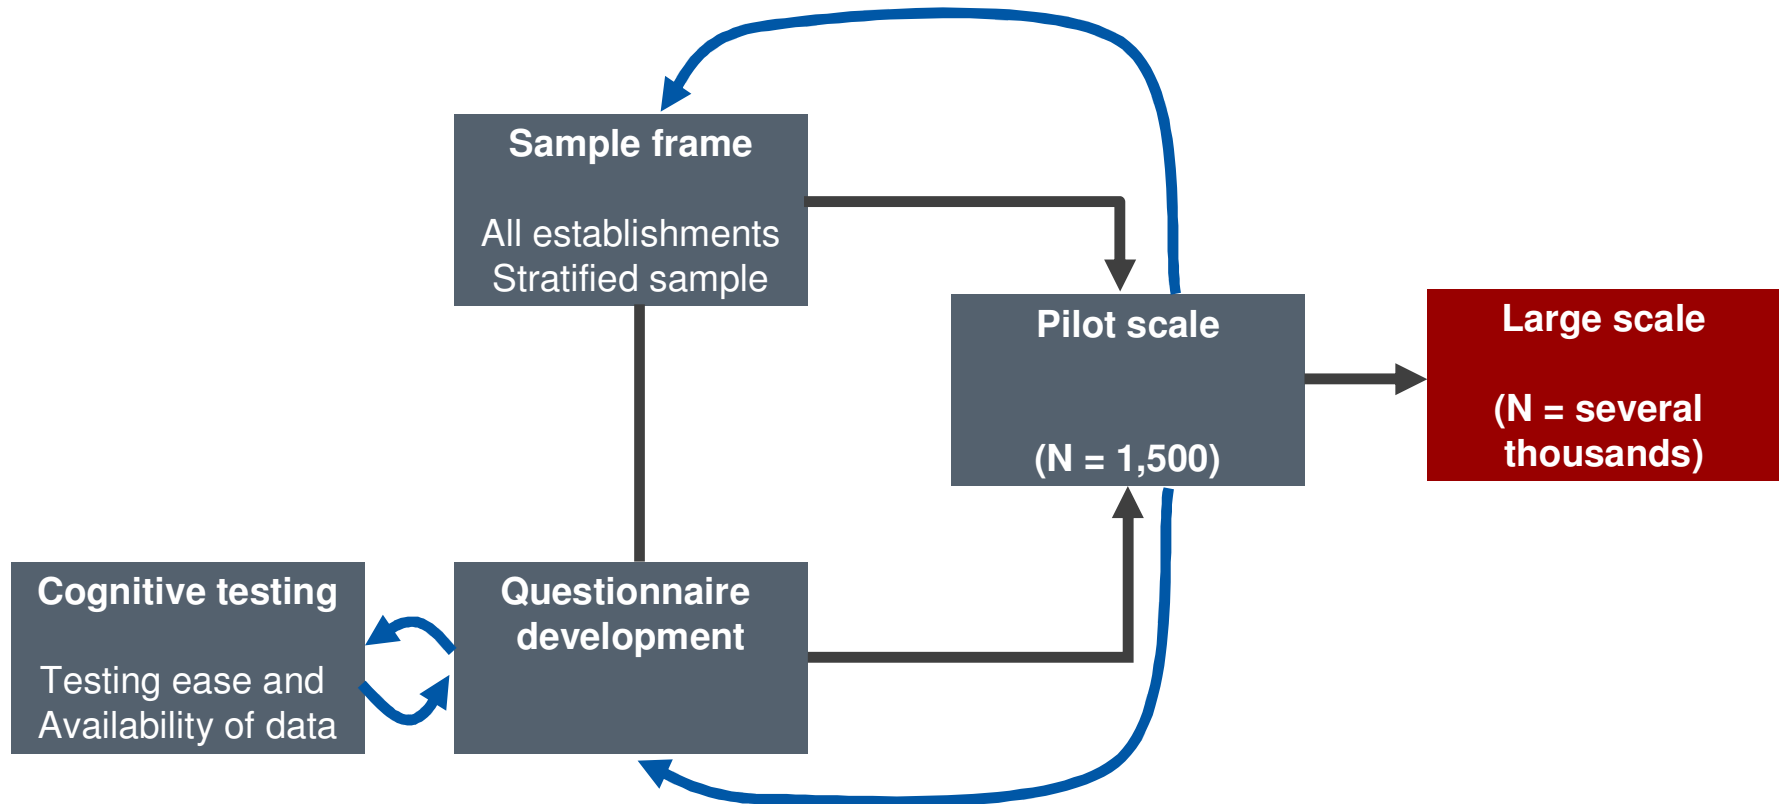 Sample frame
All establishments
Stratified sample
Pilot scale
(N = 1,500)
Large scale
(N = several
thousands)
Cognitive testing
Testing ease and
Availability of data
Questionnaire
development